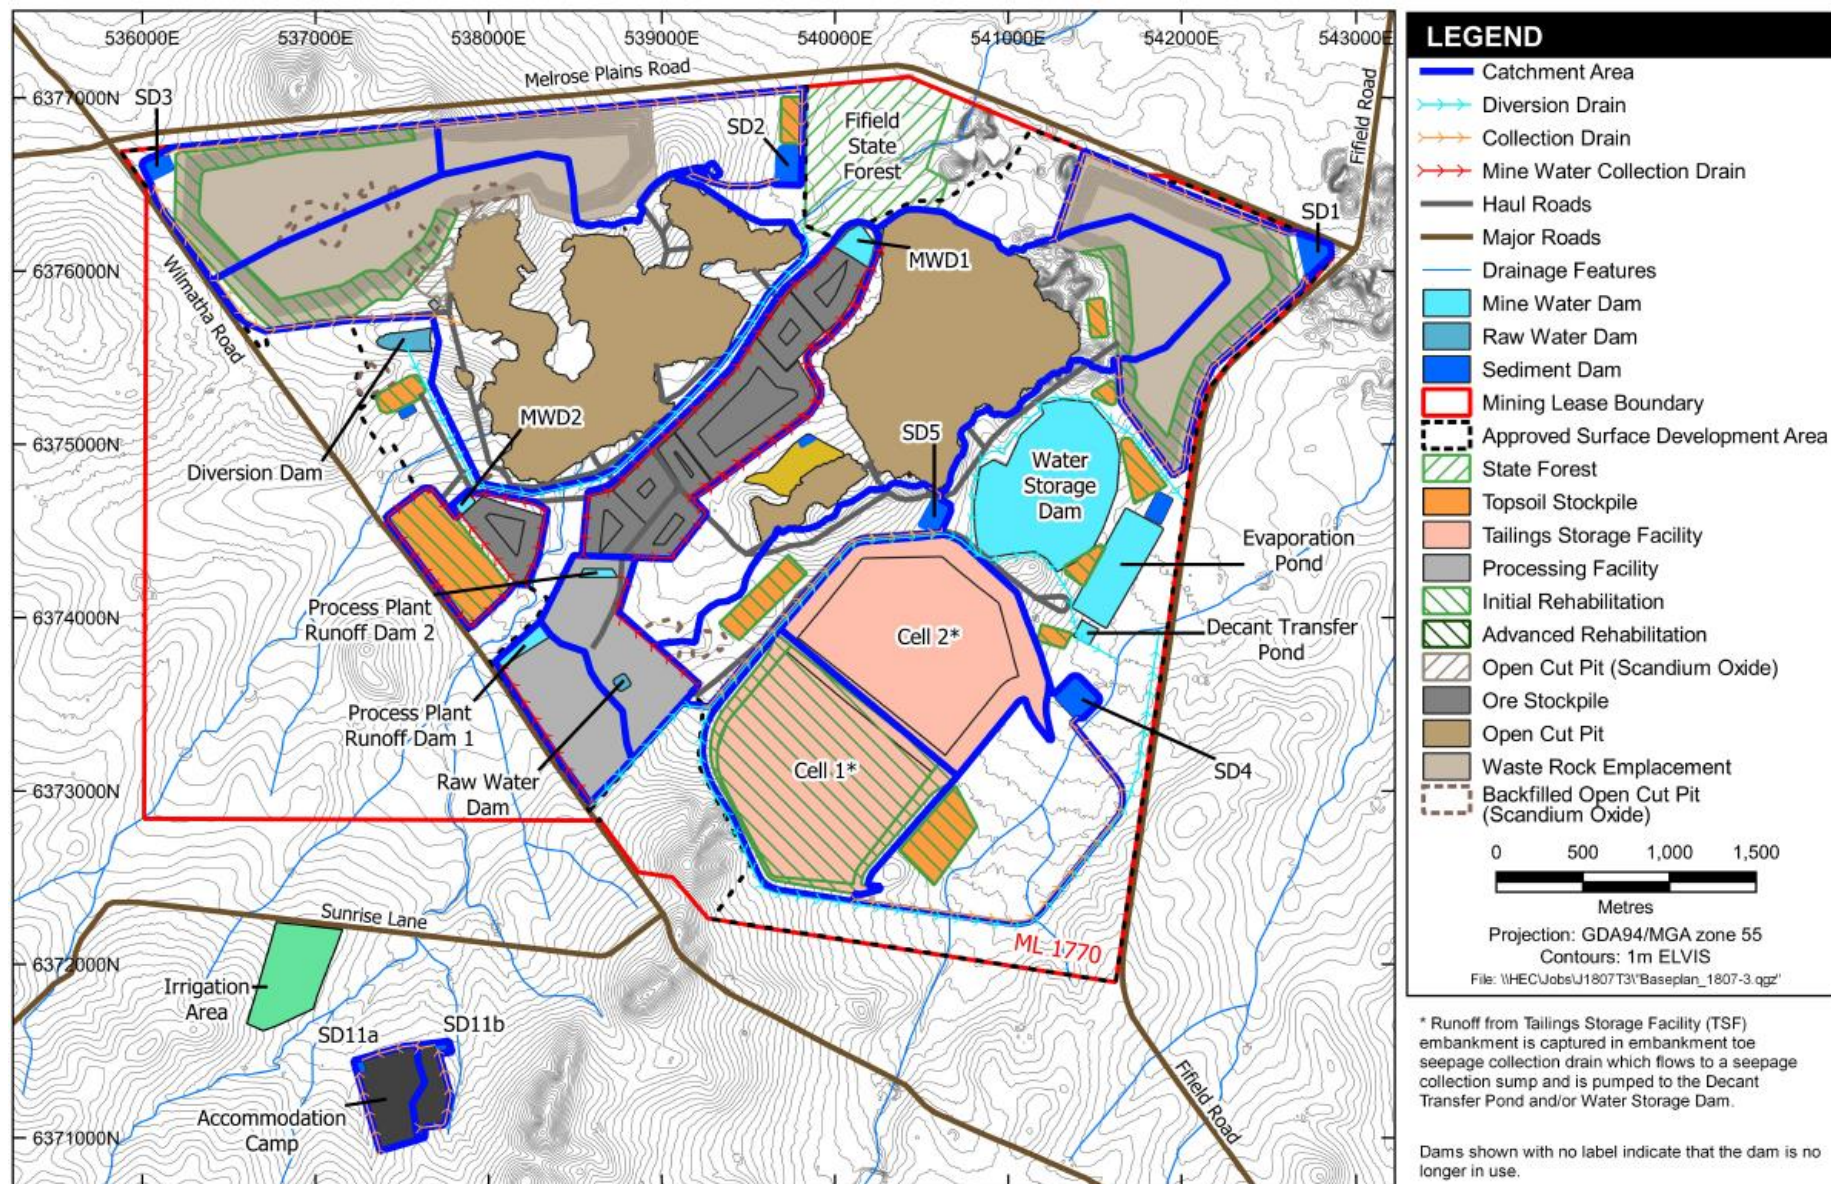 536000E
537000E
538000E
539000E
540000E
541000E
542000E
543000E
6377000N
6376000N
6375000N
6374000N
6373000N
6372000N
6371000N
Melrose Plains Road
SD3
SD2
Fifield
State
Forest
Fifield Road
SD1
MWD1
Wilmatha Road
MWD2
Diversion Dam
SD5
Water
Storage
Dam
Evaporation
Pond
Process Plant
Runoff Dam 2
Cell 2*
Decant Transfer
Pond
Process Plant
Runoff Dam 1
Raw Water
Dam
Cell 1*
SD4
Sunrise Lane
ML 1770
Irrigation
Area
SD11a
SD11b
Accommodation
Camp
Fifield Road
LEGEND
Catchment Area
Diversion Drain
Collection Drain
Mine Water Collection Drain
Haul Roads
Major Roads
Drainage Features
Mine Water Dam
Raw Water Dam
Sediment Dam
Mining Lease Boundary
Approved Surface Development Area
State Forest
Topsoil Stockpile
Tailings Storage Facility
Processing Facility
Initial Rehabilitation
Advanced Rehabilitation
Open Cut Pit (Scandium Oxide)
Ore Stockpile
Open Cut Pit
Waste Rock Emplacement
Backfilled Open Cut Pit
(Scandium Oxide)
0 500 1,000 1,500
Metres
Projection: GDA94/MGA zone 55
Contours: 1m ELVIS
File: \\HEC\Jobs\J1807T3\"Baseplan_1807-3.qgz"
* Runoff from Tailings Storage Facility (TSF)
embankment is captured in embankment toe
seepage collection drain which flows to a seepage
collection sump and is pumped to the Decant
Transfer Pond and/or Water Storage Dam.
Dams shown with no label indicate that the dam is no
longer in use.